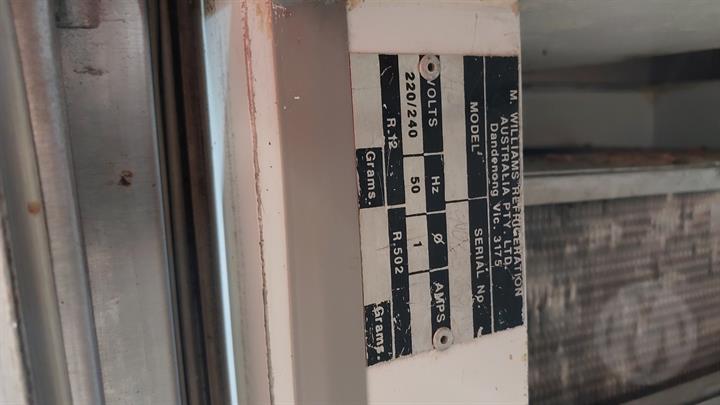 M. WILLIAMS REFRIGERATION
AUSTRALIA PTY. LTD.
Dandenong Vic. 3175
MODEL SERIAL No.
VOLTS Hz Ø AMPS
220/240 50 1
R.12 R.502
Grams. Grams.